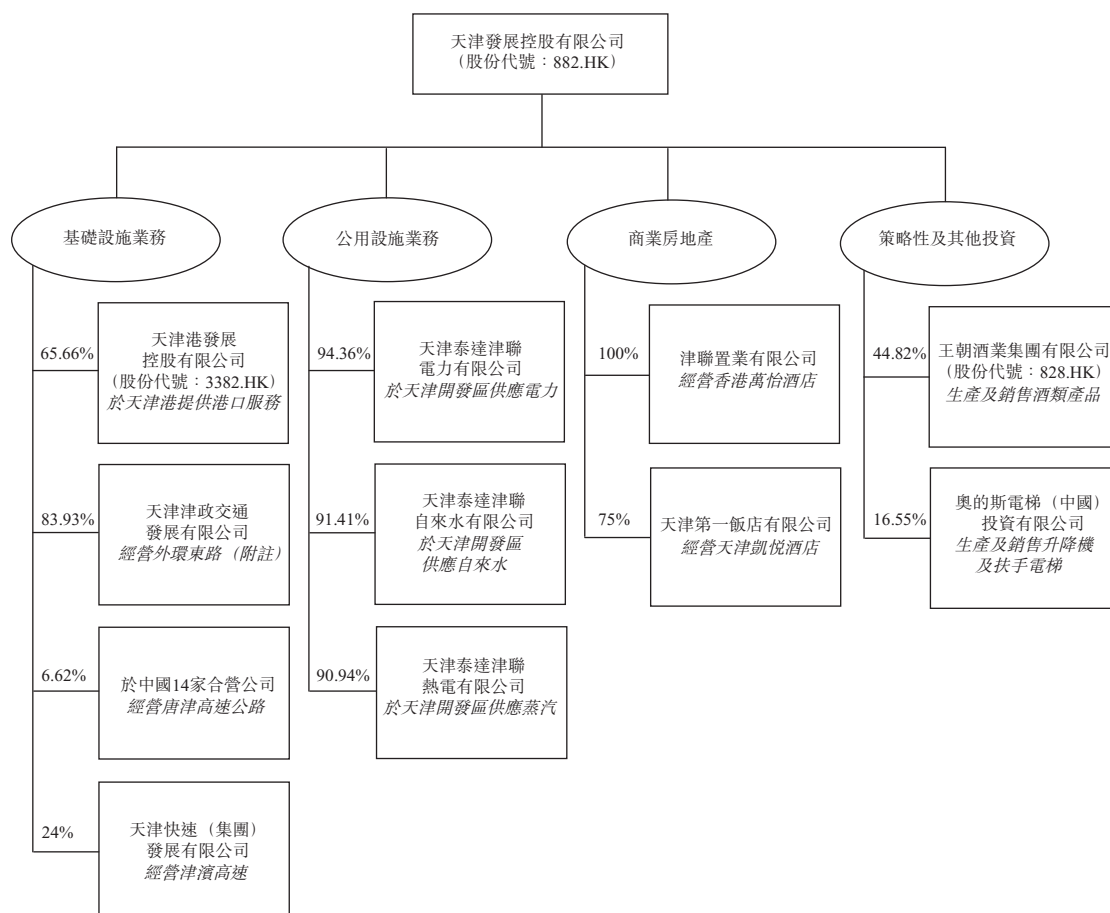 天津發展控股有限公司
(股份代號：882.HK)
基礎設施業務
公用設施業務
商業房地產
策略性及其他投資
65.66%
天津港發展
控股有限公司
(股份代號：3382.HK)
於天津港提供港口服務
83.93%
天津津政交通
發展有限公司
經營外環東路（附註）
6.62%
於中國14家合營公司
經營唐津高速公路
24%
天津快速（集團）
發展有限公司
經營津濱高速
94.36%
天津泰達津聯
電力有限公司
於天津開發區供應電力
91.41%
天津泰達津聯
自來水有限公司
於天津開發區
供應自來水
90.94%
天津泰達津聯
熱電有限公司
於天津開發區供應蒸汽
100%
津聯置業有限公司
經營香港萬怡酒店
75%
天津第一飯店有限公司
經營天津凱悅酒店
44.82%
王朝酒業集團有限公司
(股份代號：828.HK)
生產及銷售酒類產品
16.55%
奧的斯電梯（中國）
投資有限公司
生產及銷售升降機
及扶手電梯